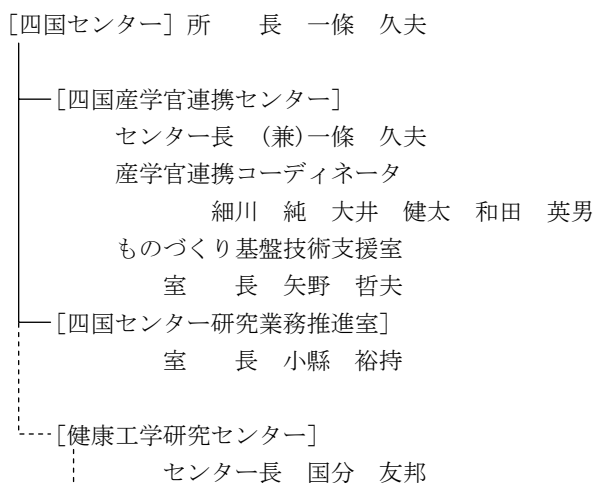 [四国センター] 所　　長　一條　久夫
[四国産学官連携センター]
センター長　(兼)一條　久夫
産学官連携コーディネータ
細川　純　大井　健太　和田　英男
ものづくり基盤技術支援室
室　　長　矢野　哲夫
[四国センター研究業務推進室]
室　　長　小縣　裕持
[健康工学研究センター]
センター長　国分　友邦